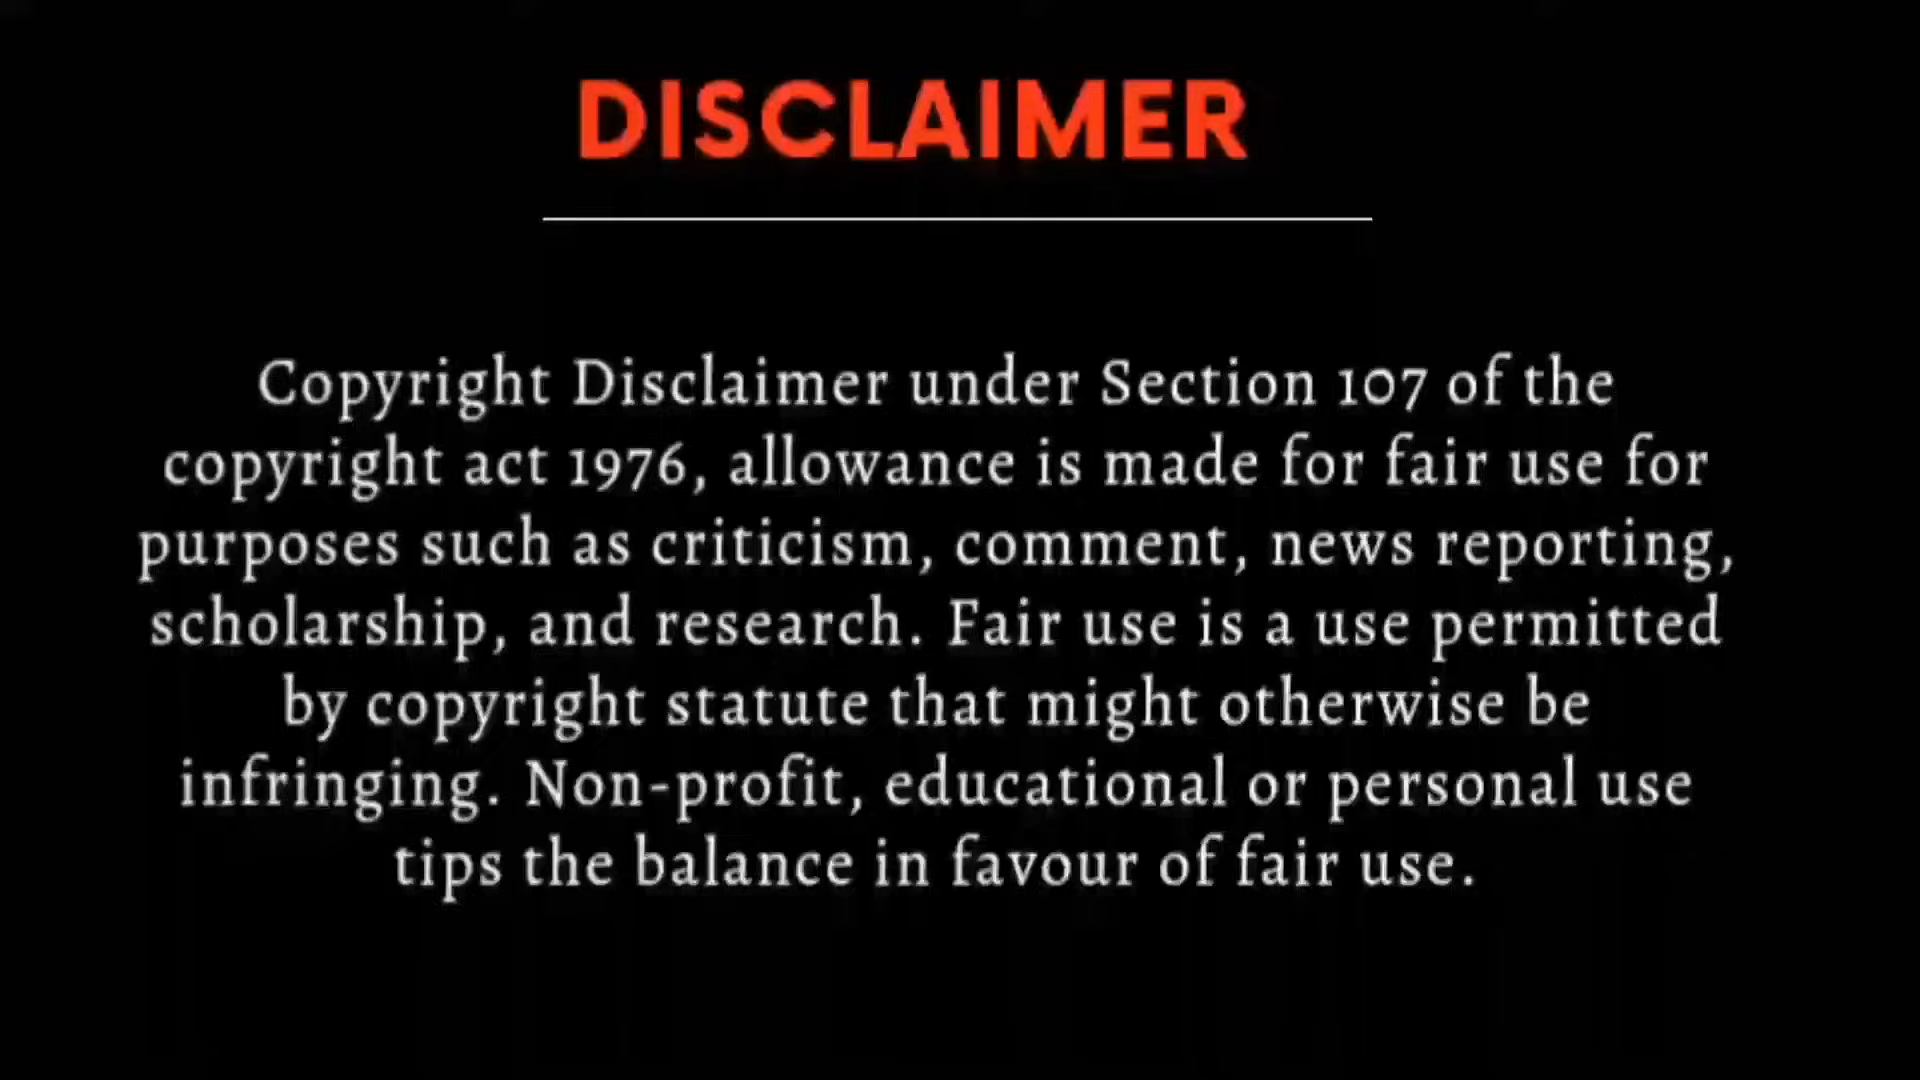 DISCLAIMER
Copyright Disclaimer under Section 107 of the
copyright act 1976, allowance is made for fair use for
purposes such as criticism, comment, news reporting,
scholarship, and research. Fair use is a use permitted
by copyright statute that might otherwise be
infringing. Non-profit, educational or personal use
tips the balance in favour of fair use.